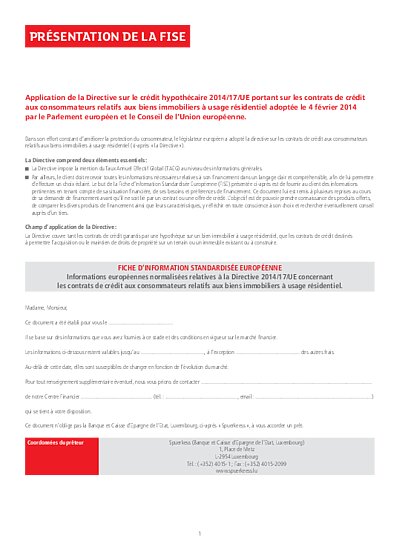 PRÉSENTATION DE LA FISE
Application de la Directive sur le crédit hypothécaire 2014/17/UE portant sur les contrats de crédit
aux consommateurs relatifs aux biens immobiliers à usage résidentiel adoptée le 4 février 2014
par le Parlement européen et le Conseil de l'Union européenne.
Dans son effort constant d'améliorer la protection du consommateur, le législateur européen a adopté la directive sur les contrats de crédit aux consommateurs
relatifs aux biens immobiliers à usage résidentiel (ci-après « la Directive »).
La Directive comprend deux éléments essentiels :
La Directive impose la mention du Taux Annuel Effectif Global (TAEG) au niveau des informations générales.
Par ailleurs, le client doit recevoir toutes les informations nécessaires relatives à son financement dans un langage clair et compréhensible, afin de lui permettre
d'effectuer un choix éclairé. Le but de la Fiche d'Information Standardisée Européenne (FISE) présentée ci-après est de fournir au client des informations
pertinentes en tenant compte de sa situation financière, de ses besoins et préférences personnels. Ce document lui est remis à plusieurs reprises au cours
de sa demande de financement avant qu'il ne soit lié par un contrat ou une offre de crédit. L'objectif est de pouvoir prendre connaissance des produits offerts,
de comparer les divers produits de financement ainsi que leurs caractéristiques, y réfléchir en toute conscience à son choix et rechercher éventuellement conseil
auprès d'un tiers.
Champ d'application de la Directive :
La Directive couvre tant les contrats de crédit garantis par une hypothèque sur un bien immobilier à usage résidentiel, que les contrats de crédit destinés
à permettre l'acquisition ou le maintien de droits de propriété sur un terrain ou un immeuble existant ou à construire.
FICHE D'INFORMATION STANDARDISÉE EUROPÉENNE
Informations européennes normalisées relatives à la Directive 2014/17/UE concernant
les contrats de crédit aux consommateurs relatifs aux biens immobiliers à usage résidentiel.
Madame, Monsieur,
Ce document a été établi pour vous le
Il se base sur des informations que vous avez fournies à ce stade et des conditions en vigueur sur le marché financier.
Les informations ci-dessous restent valables jusqu'au , à l'exception des autres frais.
Au-delà de cette date, elles sont susceptibles de changer en fonction de l'évolution du marché.
Pour tout renseignement supplémentaire éventuel, nous vous prions de contacter
de notre Centre Financier (tél. : , email : )
qui se tient à votre disposition.
Ce document n'oblige pas la Banque et Caisse d'Epargne de l'Etat, Luxembourg, ci-après « Spuerkeess », à vous accorder un prêt.
Coordonnées du prêteur
Spuerkeess (Banque et Caisse d'Epargne de l'Etat, Luxembourg)
1, Place de Metz
L-2954 Luxembourg
Tél. : (+352) 4015-1 ; Fax : (+352) 4015-2099
www.spuerkeess.lu
1